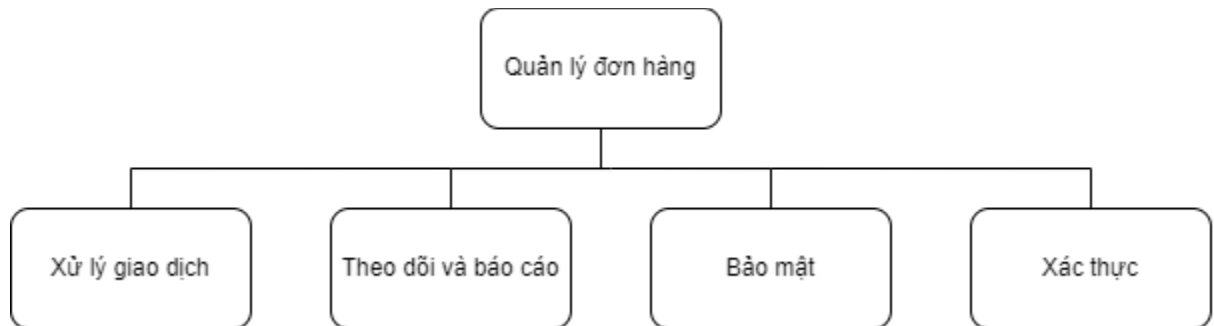 Quản lý đơn hàng
Xử lý giao dịch
Theo dõi và báo cáo
Bảo mật
Xác thực